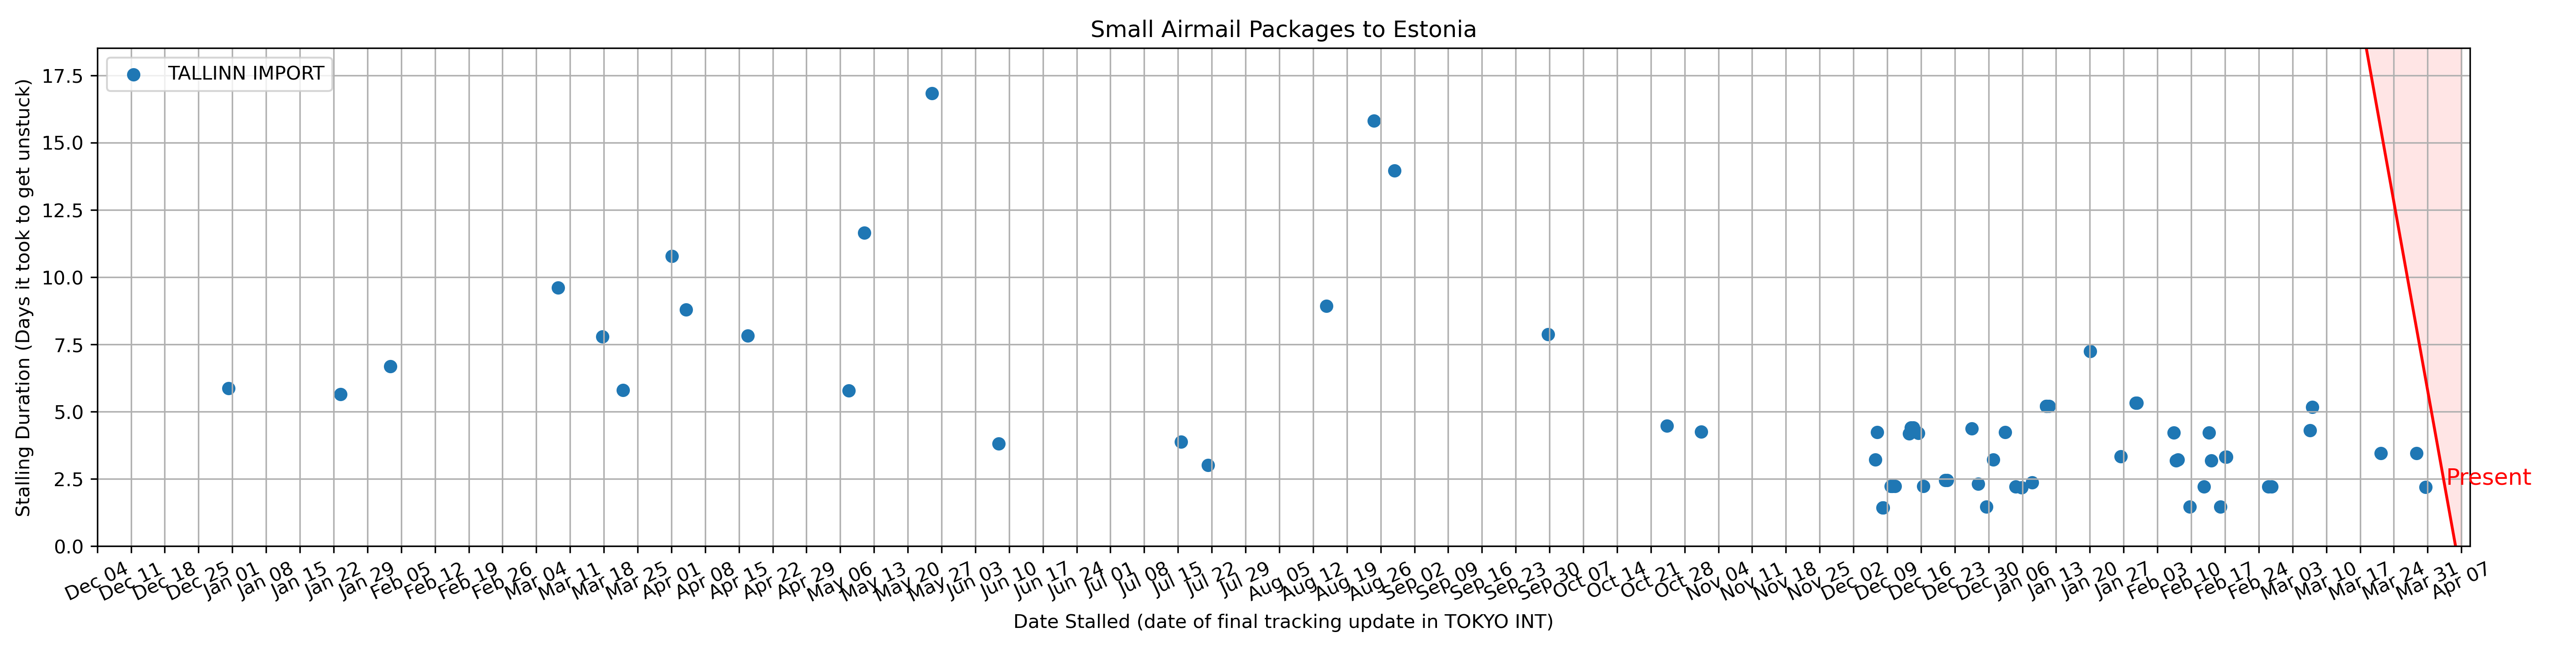 Small Airmail Packages to Estonia
TALLINN IMPORT
Stalling Duration (Days it took to get unstuck)
17.5
15.0
12.5
10.0
7.5
5.0
2.5
0.0
Present
Dec 04 Dec 11 Dec 18 Dec 25 Jan 01 Jan 08 Jan 15 Jan 22 Jan 29 Feb 05 Feb 12 Feb 19 Feb 26 Mar 04 Mar 11 Mar 18 Mar 25 Apr 01 Apr 08 Apr 15 Apr 22 Apr 29 May 06 May 13 May 20 May 27 Jun 03 Jun 10 Jun 17 Jun 24 Jul 01 Jul 08 Jul 15 Jul 22 Jul 29 Aug 05 Aug 12 Aug 19 Aug 26 Sep 02 Sep 09 Sep 16 Sep 23 Sep 30 Oct 07 Oct 14 Oct 21 Oct 28 Nov 04 Nov 11 Nov 18 Nov 25 Dec 02 Dec 09 Dec 16 Dec 23 Dec 30 Jan 06 Jan 13 Jan 20 Jan 27 Feb 03 Feb 10 Feb 17 Feb 24 Mar 03 Mar 10 Mar 17 Mar 24 Mar 31 Apr 07
Date Stalled (date of final tracking update in TOKYO INT)